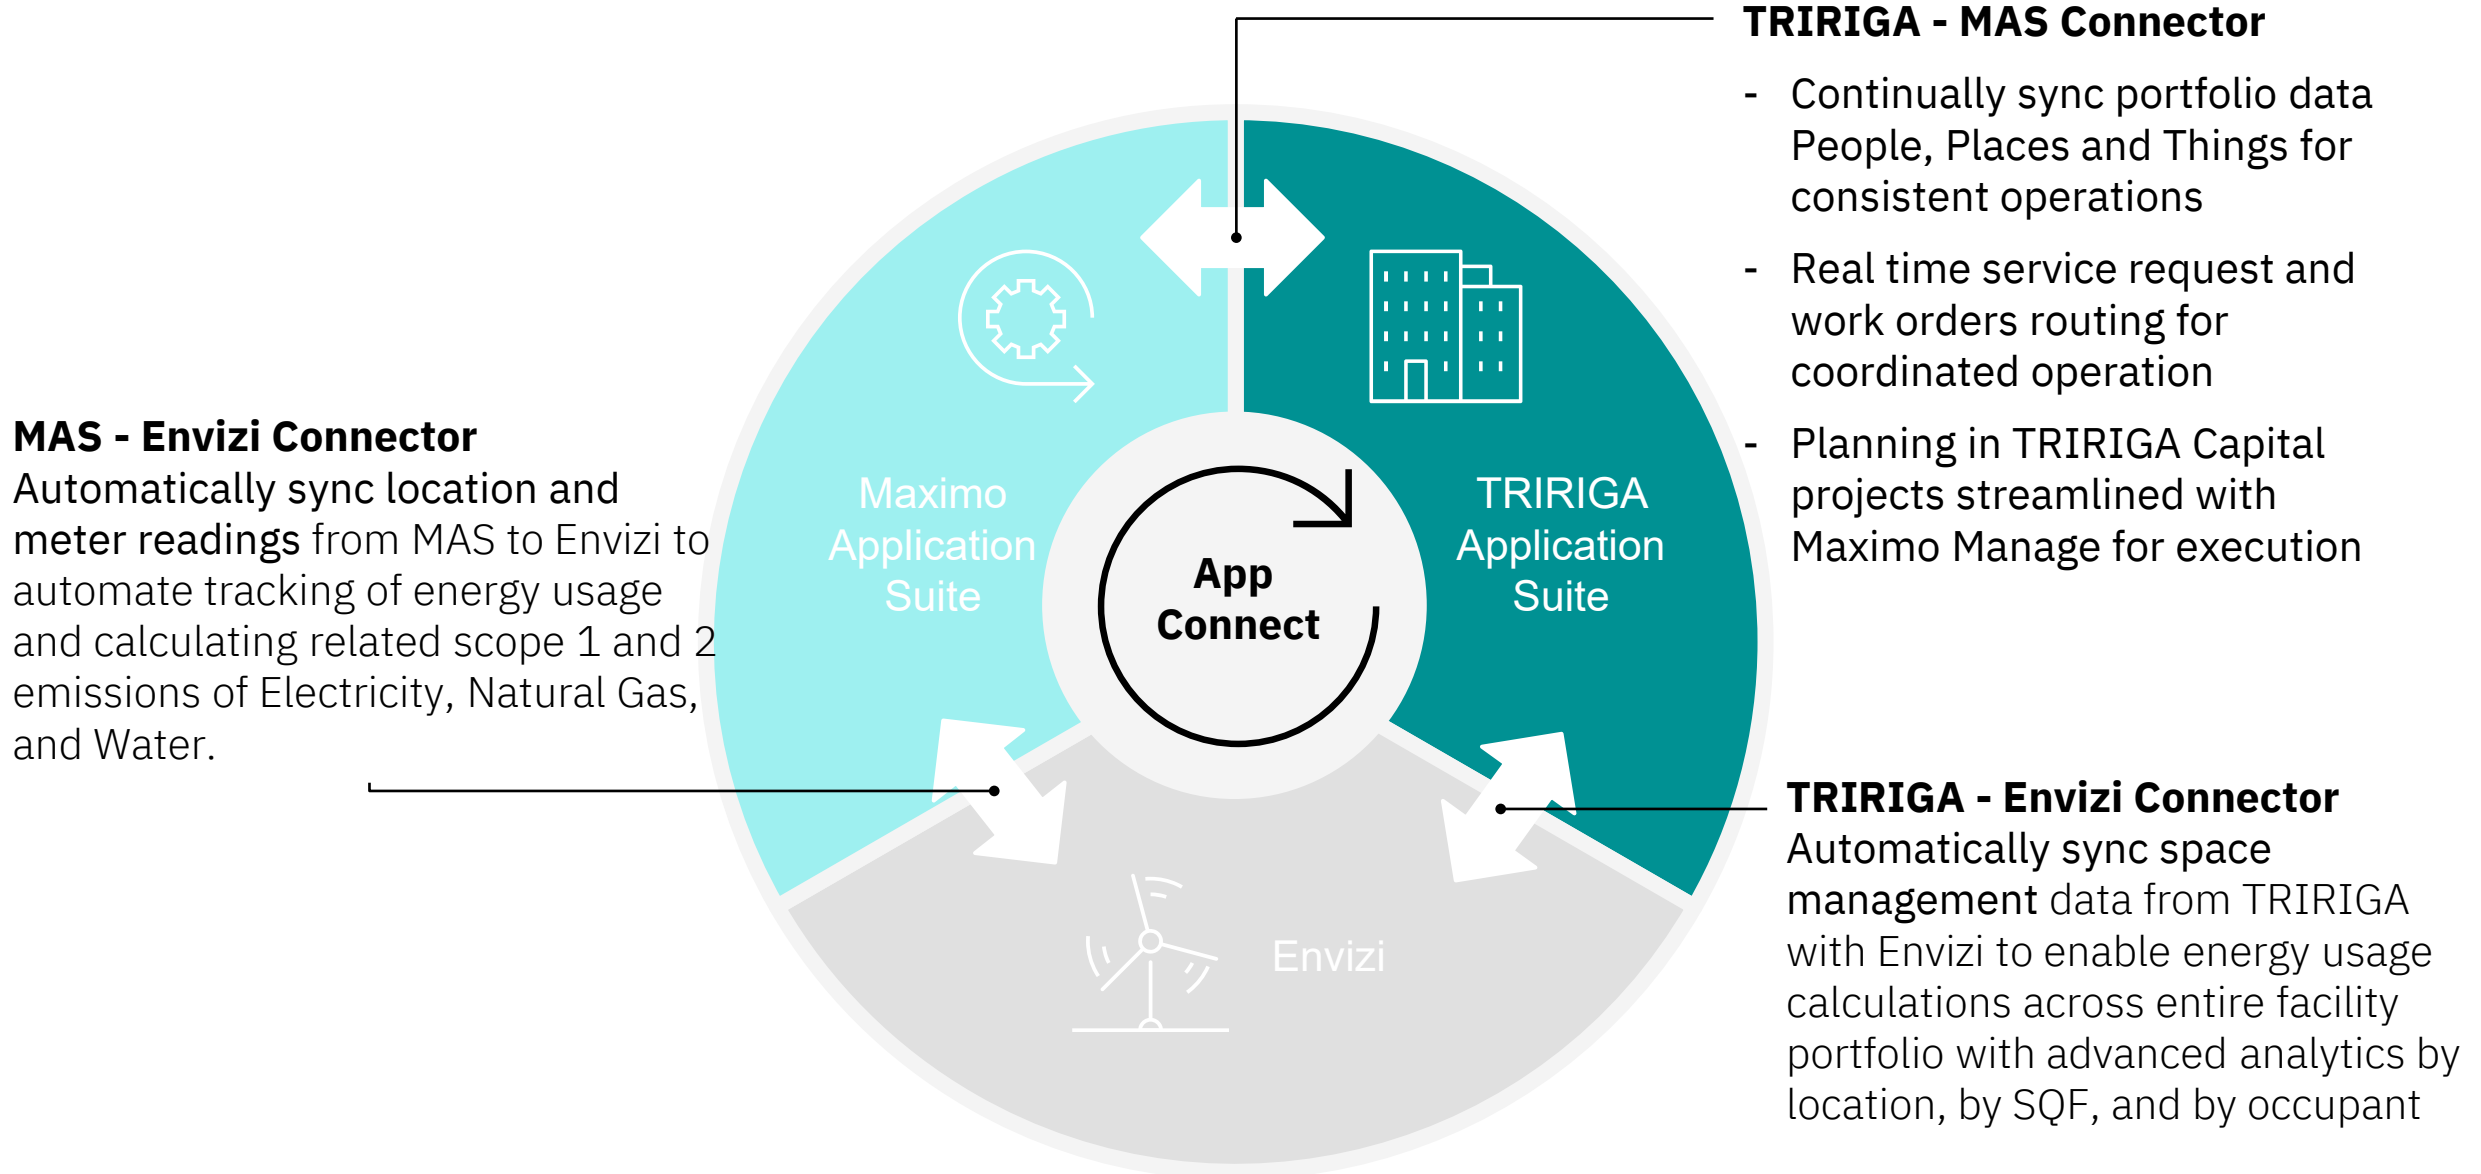 TRIRIGA - MAS Connector
- Continually sync portfolio data
People, Places and Things for
consistent operations
- Real time service request and
work orders routing for
coordinated operation
- Planning in TRIRIGA Capital
projects streamlined with
Maximo Manage for execution
MAS - Envizi Connector
Automatically sync location and
meter readings from MAS to Envizi to
automate tracking of energy usage
and calculating related scope 1 and 2
emissions of Electricity, Natural Gas,
and Water.
Maximo
Application
Suite
App
Connect
TRIRIGA
Application
Suite
Envizi
TRIRIGA - Envizi Connector
Automatically sync space
management data from TRIRIGA
with Envizi to enable energy usage
calculations across entire facility
portfolio with advanced analytics by
location, by SQF, and by occupant